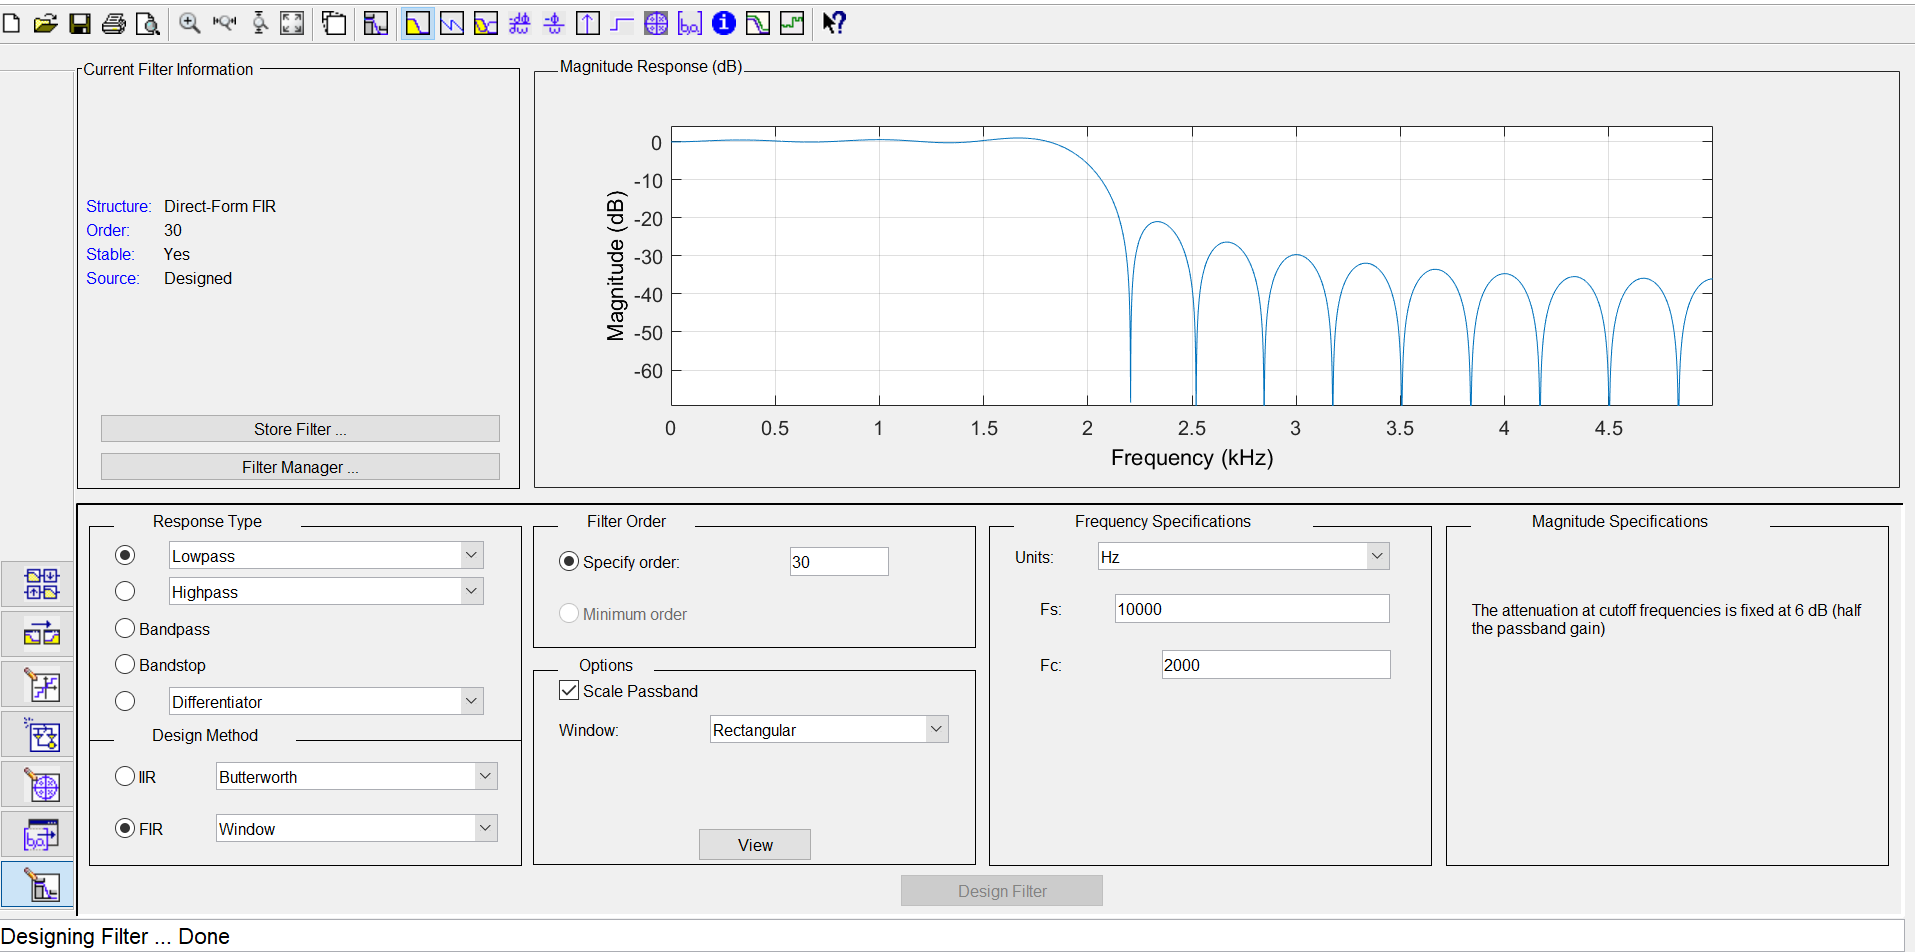 Current Filter Information
Structure: Direct-Form FIR
Order: 30
Stable: Yes
Source: Designed
Store Filter ...
Filter Manager ...
Magnitude Response (dB)
Magnitude (dB)
0
-10
-20
-30
-40
-50
-60
0 0.5 1 1.5 2 2.5 3 3.5 4 4.5
Frequency (kHz)
Response Type
Lowpass
Highpass
Bandpass
Bandstop
Differentiator
Design Method
IIR Butterworth
FIR Window
Filter Order
Specify order: 30
Minimum order
Options
Scale Passband
Window: Rectangular
View
Frequency Specifications
Units: Hz
Fs: 10000
Fc: 2000
Magnitude Specifications
The attenuation at cutoff frequencies is fixed at 6 dB (half
the passband gain)
Design Filter
Designing Filter ... Done